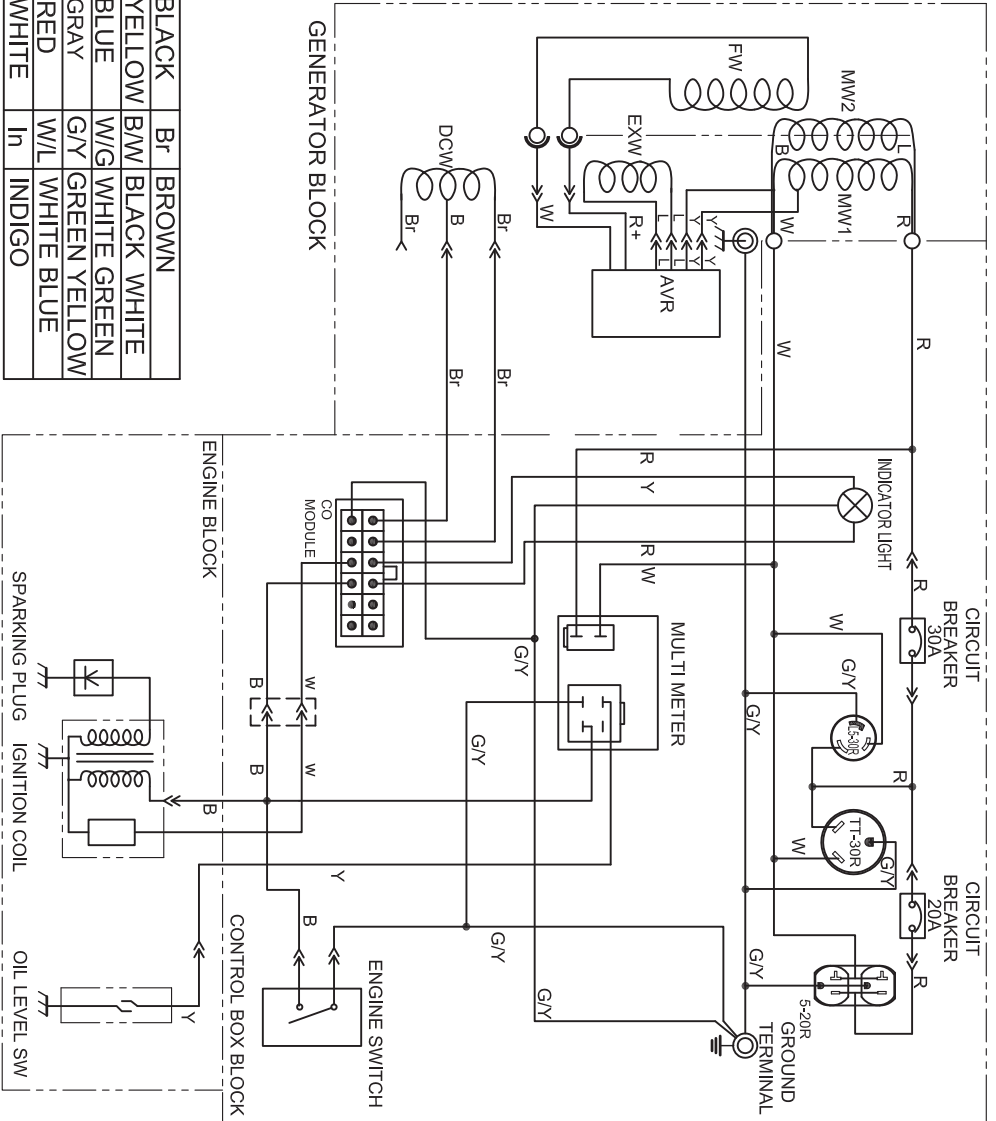 GENERATOR BLOCK
MW2
L
B
FW
MW1
R
W
EXW
DCW
W
R+
L
L
Y
Y
L
L
Y
Y
AVR
Br
B
Br
Br
Br
R
W
INDICATOR LIGHT
R
Y
R
W
CO
MODULE
MULTI METER
R
CIRCUIT
BREAKER
30A
W
G/Y
L5-30R
R
TT-30R
W
G/Y
CIRCUIT
BREAKER
20A
R
5-20R
G/Y
G/Y
G/Y
G/Y
G/Y
G/Y
GROUND
TERMINAL
ENGINE SWITCH
B
CONTROL BOX BLOCK
ENGINE BLOCK
B
W
B
W
B
Y
Y
SPARKING PLUG
IGNITION COIL
OIL LEVEL SW
BLACK Br BROWN
YELLOW B/W BLACK WHITE
BLUE W/G WHITE GREEN
GRAY G/Y GREEN YELLOW
RED W/L WHITE BLUE
WHITE In INDIGO